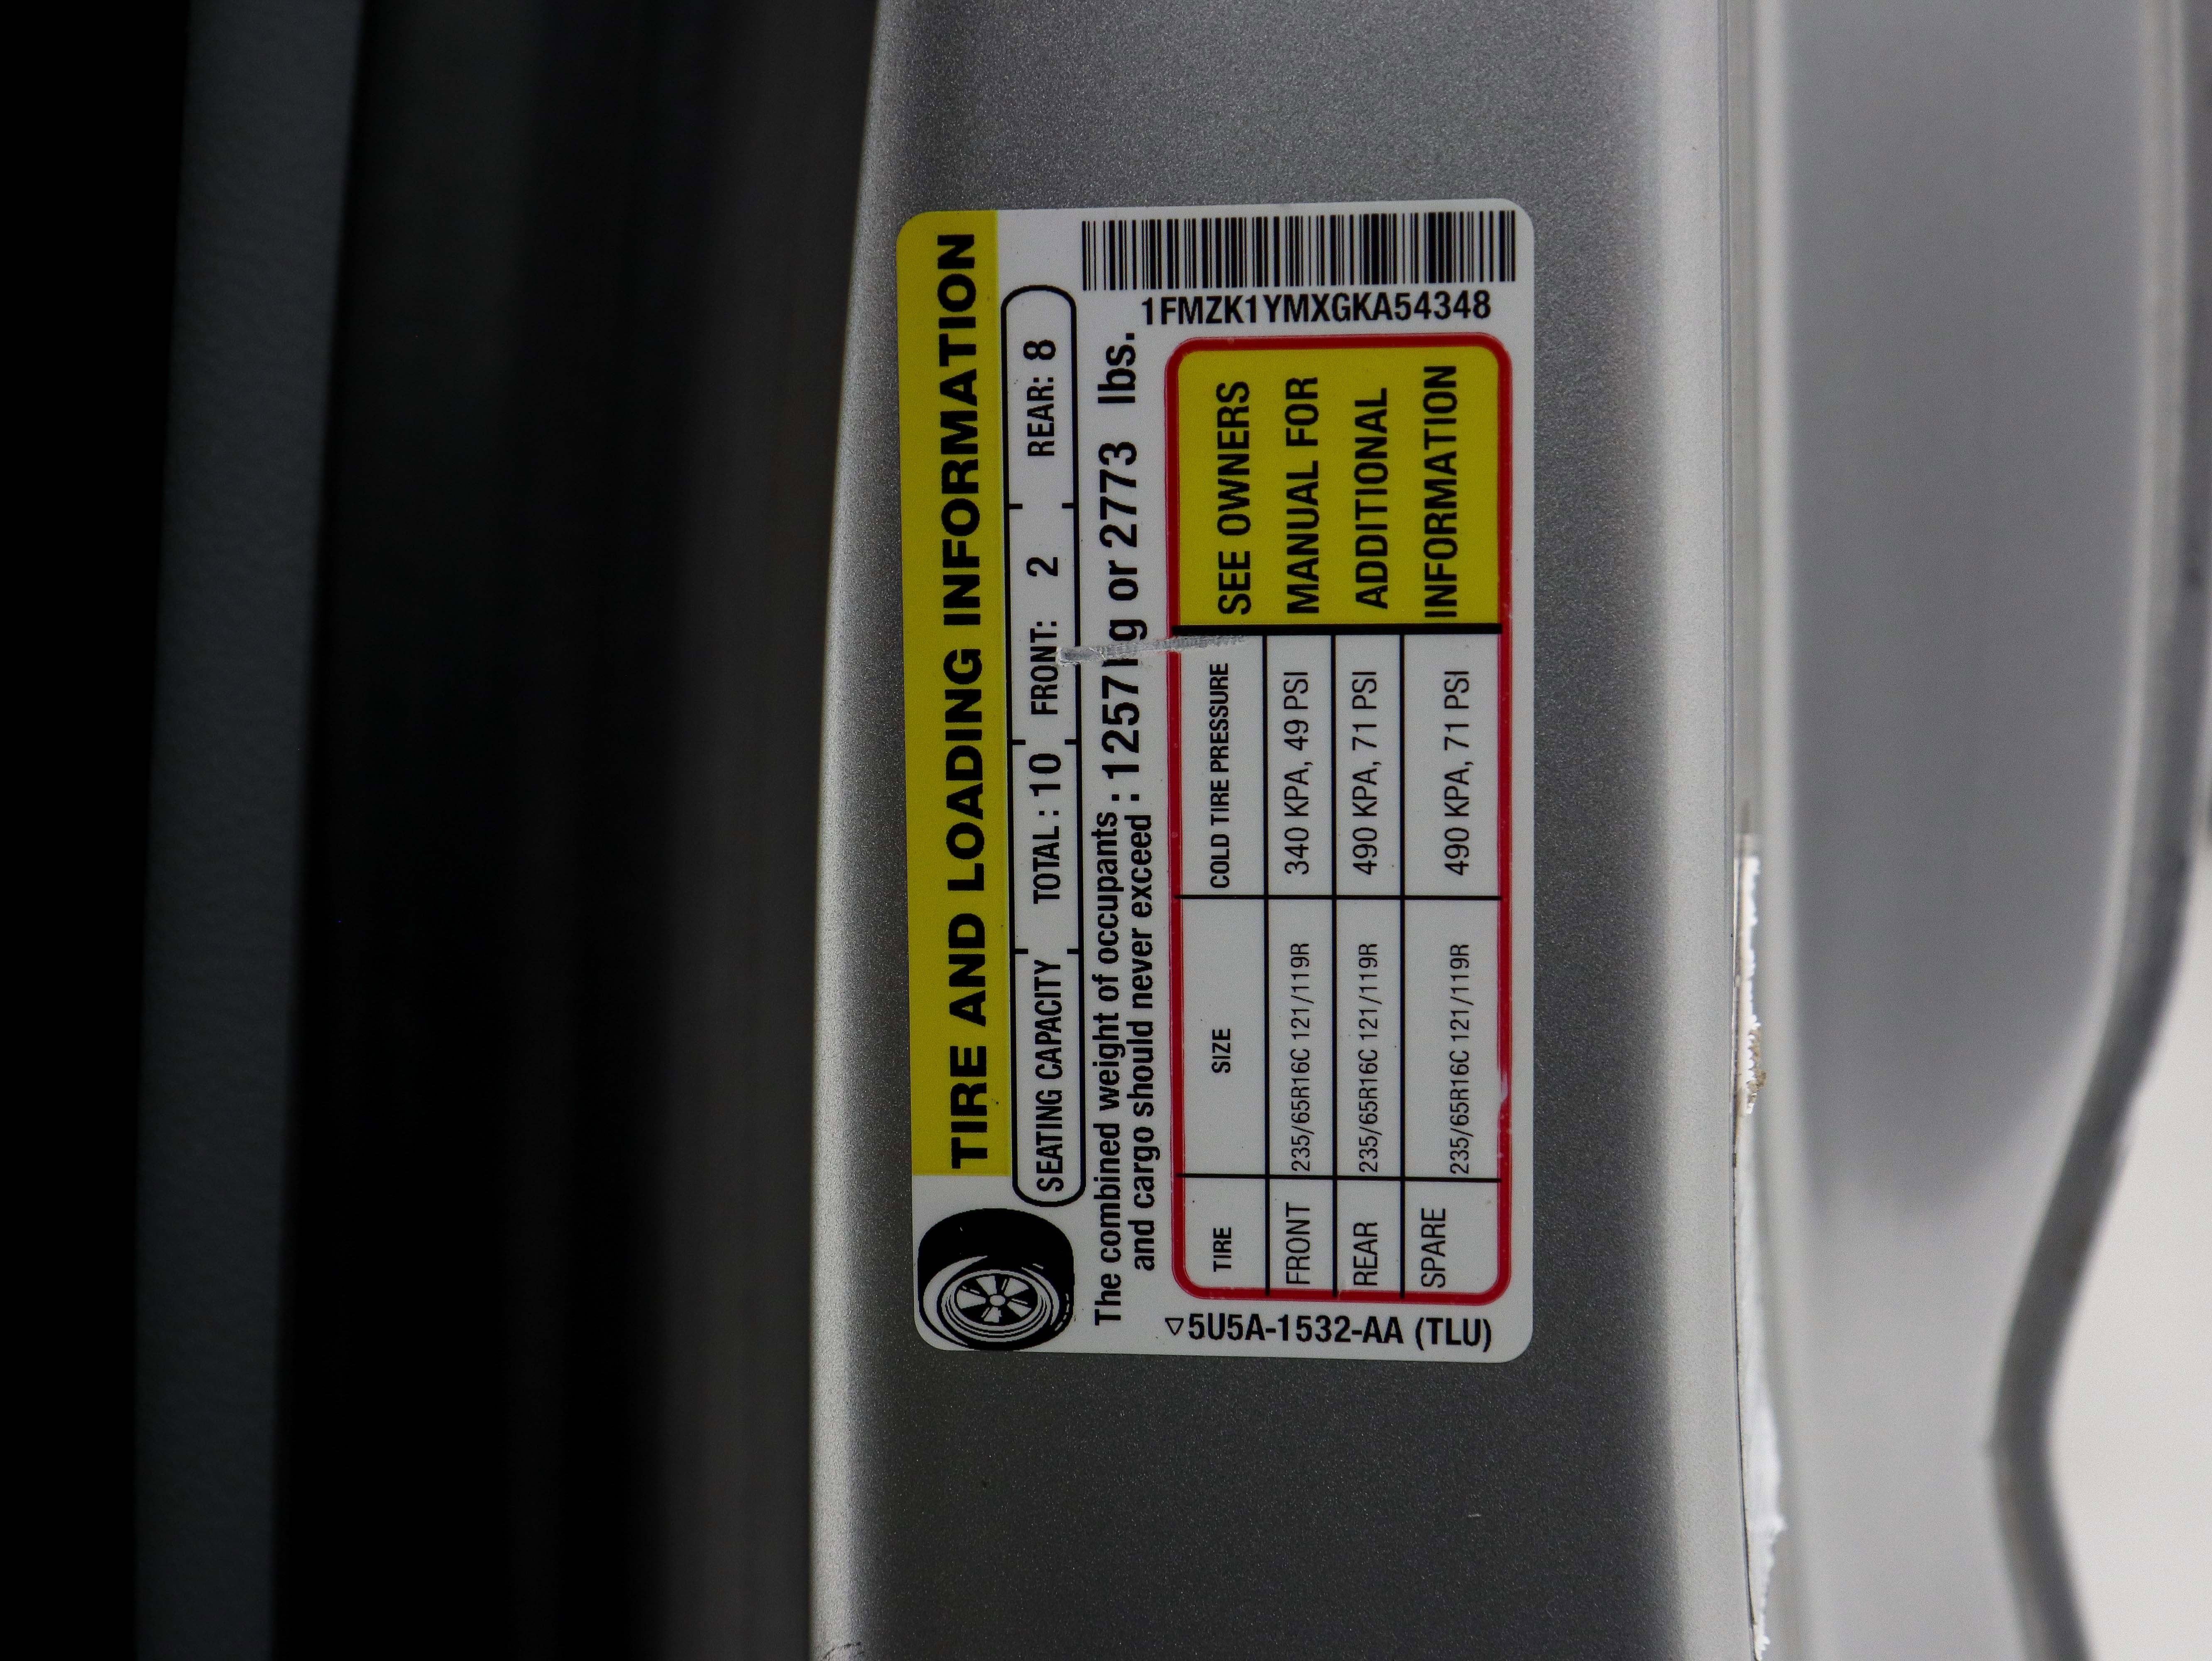 TIRE AND LOADING INFORMATION
SEATING CAPACITY TOTAL : 10 FRONT: 2 REAR: 8
The combined weight of occupants : 1257 kg or 2773 lbs.
and cargo should never exceed :
TIRE SIZE COLD TIRE PRESSURE
FRONT 235/65R16C 121/119R 340 KPA, 49 PSI
REAR 235/65R16C 121/119R 490 KPA, 71 PSI
SPARE 235/65R16C 121/119R 490 KPA, 71 PSI
SEE OWNERS
MANUAL FOR
ADDITIONAL
INFORMATION
1FMZK1YMXGKA54348
5U5A-1532-AA (TLU)